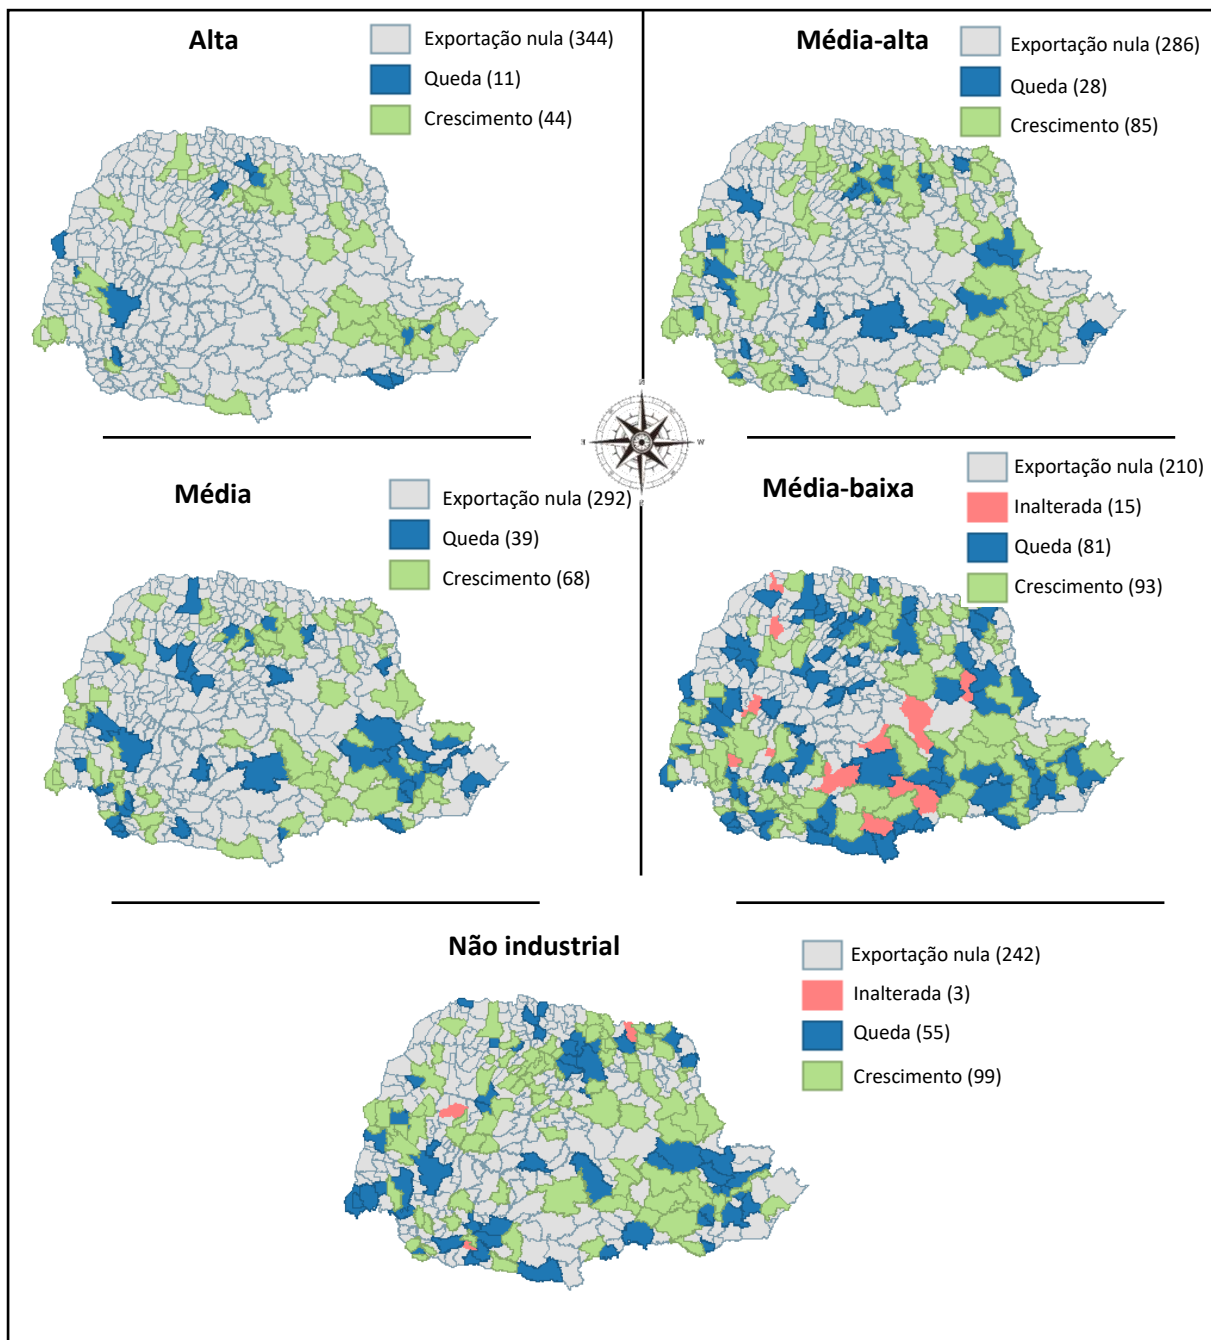 Alta
Exportação nula (344)
Queda (11)
Crescimento (44)
Média-alta
Exportação nula (286)
Queda (28)
Crescimento (85)
Média
Exportação nula (292)
Queda (39)
Crescimento (68)
Média-baixa
Exportação nula (210)
Inalterada (15)
Queda (81)
Crescimento (93)
Não industrial
Exportação nula (242)
Inalterada (3)
Queda (55)
Crescimento (99)